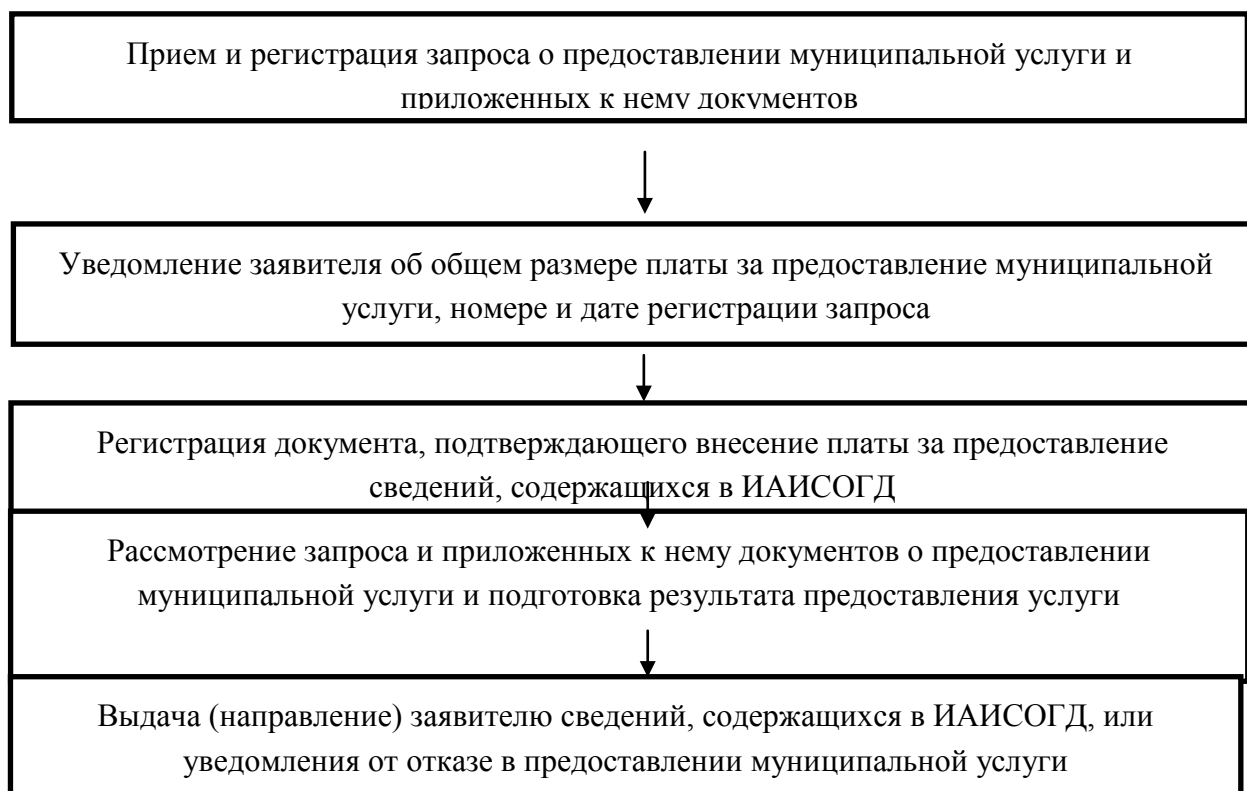 Прием и регистрация запроса о предоставлении муниципальной услуги и
приложенных к нему документов
Уведомление заявителя об общем размере платы за предоставление муниципальной
услуги, номере и дате регистрации запроса
Регистрация документа, подтверждающего внесение платы за предоставление
сведений, содержащихся в ИАИСОГД
Рассмотрение запроса и приложенных к нему документов о предоставлении
муниципальной услуги и подготовка результата предоставления услуги
Выдача (направление) заявителю сведений, содержащихся в ИАИСОГД, или
уведомления от отказе в предоставлении муниципальной услуги